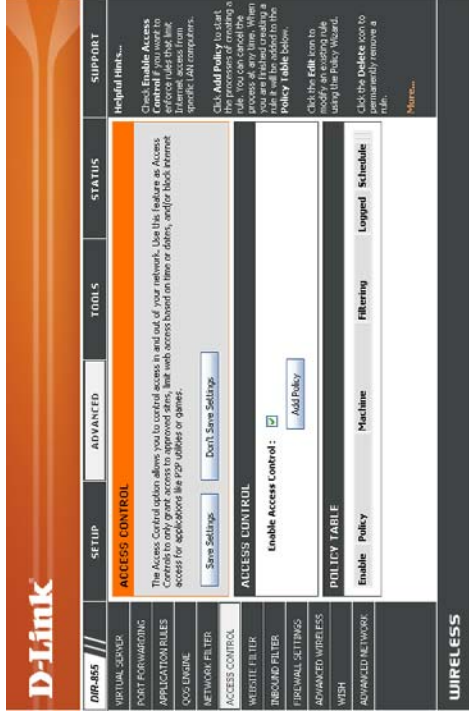 D-Link
DIR-855
SETUP
ADVANCED
TOOLS
STATUS
SUPPORT
VIRTUAL SERVER
PORT FORWARDING
APPLICATION RULES
QOS ENGINE
NETWORK FILTER
ACCESS CONTROL
WEBSITE FILTER
INBOUND FILTER
FIREWALL SETTINGS
ADVANCED WIRELESS
WISH
ADVANCED NETWORK
ACCESS CONTROL
The Access Control option allows you to control access in and out of your network. Use this feature as Access
Controls to only grant access to approved sites, limit web access based on time or dates, and/or block internet
access for applications like P2P utilities or games.
Save Settings
Don't Save Settings
ACCESS CONTROL
Enable Access Control :
Add Policy
POLICY TABLE
Enable Policy Machine Filtering Logged Schedule
Helpful Hints...
Check Enable Access
Control if you want to
enforce rules that limit
Internet access from
specific LAN computers.
Click Add Policy to start
the processes of creating a
rule. You can cancel the
process at any time. When
you are finished creating a
rule it will be added to the
Policy Table below.
Click the Edit icon to
modify an existing rule
using the Policy Wizard.
Click the Delete icon to
permanently remove a
rule.
More...
WIRELESS